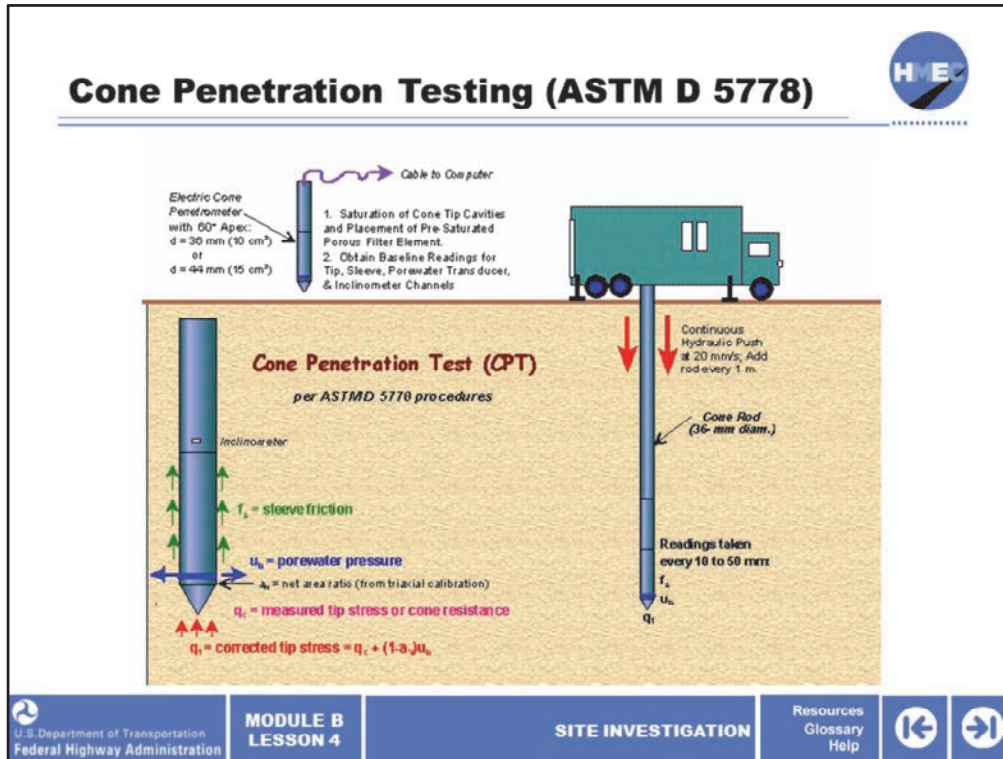 Cone Penetration Testing (ASTM D 5778)
HMEC
Cable to Computer
Electric Cone
Penetrometer
with 60° Apex:
d = 36 mm (10 cm²)
or
d = 44 mm (15 cm²)
1. Saturation of Cone Tip Cavities
and Placement of Pre-Saturated
Porous Filter Element.
2. Obtain Baseline Readings for
Tip, Sleeve, Porewater Transducer,
& Inclinometer Channels
Continuous
Hydraulic Push
at 20 mm/s; Add
rod every 1 m.
Cone Penetration Test (CPT)
per ASTMD 5778 procedures
Cone Rod
(36- mm diam.)
Inclinometer
fs = sleeve friction
ub = porewater pressure
an = net area ratio (from triaxial calibration)
qc = measured tip stress or cone resistance
qt = corrected tip stress = qc + (1-an)ub
Readings taken
every 10 to 50 mm
fs
ub
qt
U.S.Department of Transportation
Federal Highway Administration
MODULE B
LESSON 4
SITE INVESTIGATION
Resources
Glossary
Help